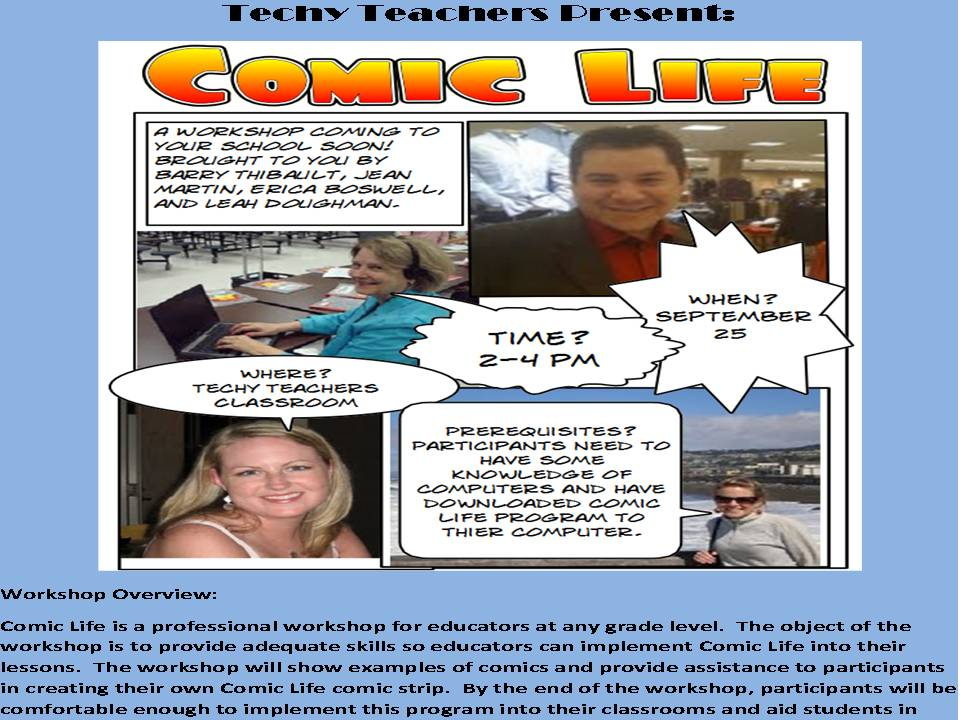 Techy Teachers Present:
COMIC LIFE
A WORKSHOP COMING TO
YOUR SCHOOL SOON!
BROUGHT TO YOU BY
BARRY THIBAULT, JEAN
MARTIN, ERICA BOSWELL,
AND LEAH DOUGHMAN.
WHEN?
SEPTEMBER
25
TIME?
2-4 PM
WHERE?
TECHY TEACHERS
CLASSROOM
PREREQUISITES?
PARTICIPANTS NEED TO
HAVE SOME
KNOWLEDGE OF
COMPUTERS AND HAVE
DOWNLOADED COMIC
LIFE PROGRAM TO
THIER COMPUTER.
Workshop Overview:
Comic Life is a professional workshop for educators at any grade level.  The object of the
workshop is to provide adequate skills so educators can implement Comic Life into their
lessons.  The workshop will show examples of comics and provide assistance to participants
in creating their own Comic Life comic strip.  By the end of the workshop, participants will be
comfortable enough to implement this program into their classrooms and aid students in